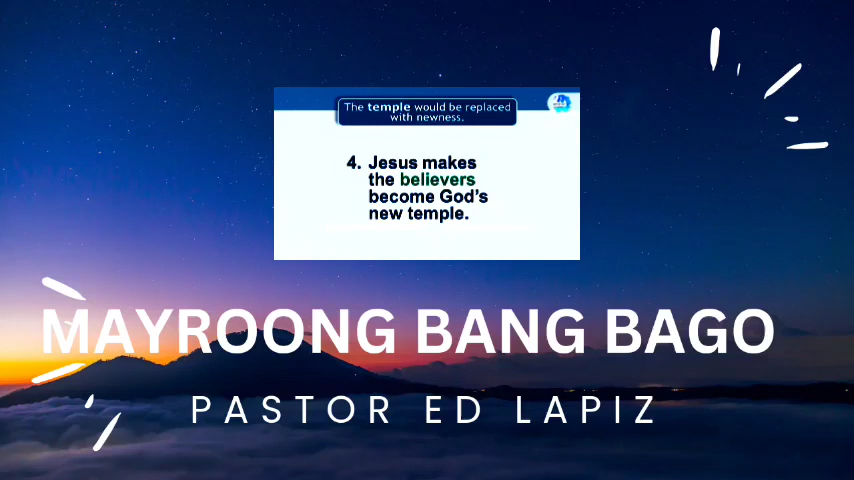 The temple would be replaced
with newness.
4. Jesus makes
the believers
become God's
new temple.
MAYROONG BANG BAGO
PASTOR ED LAPIZ